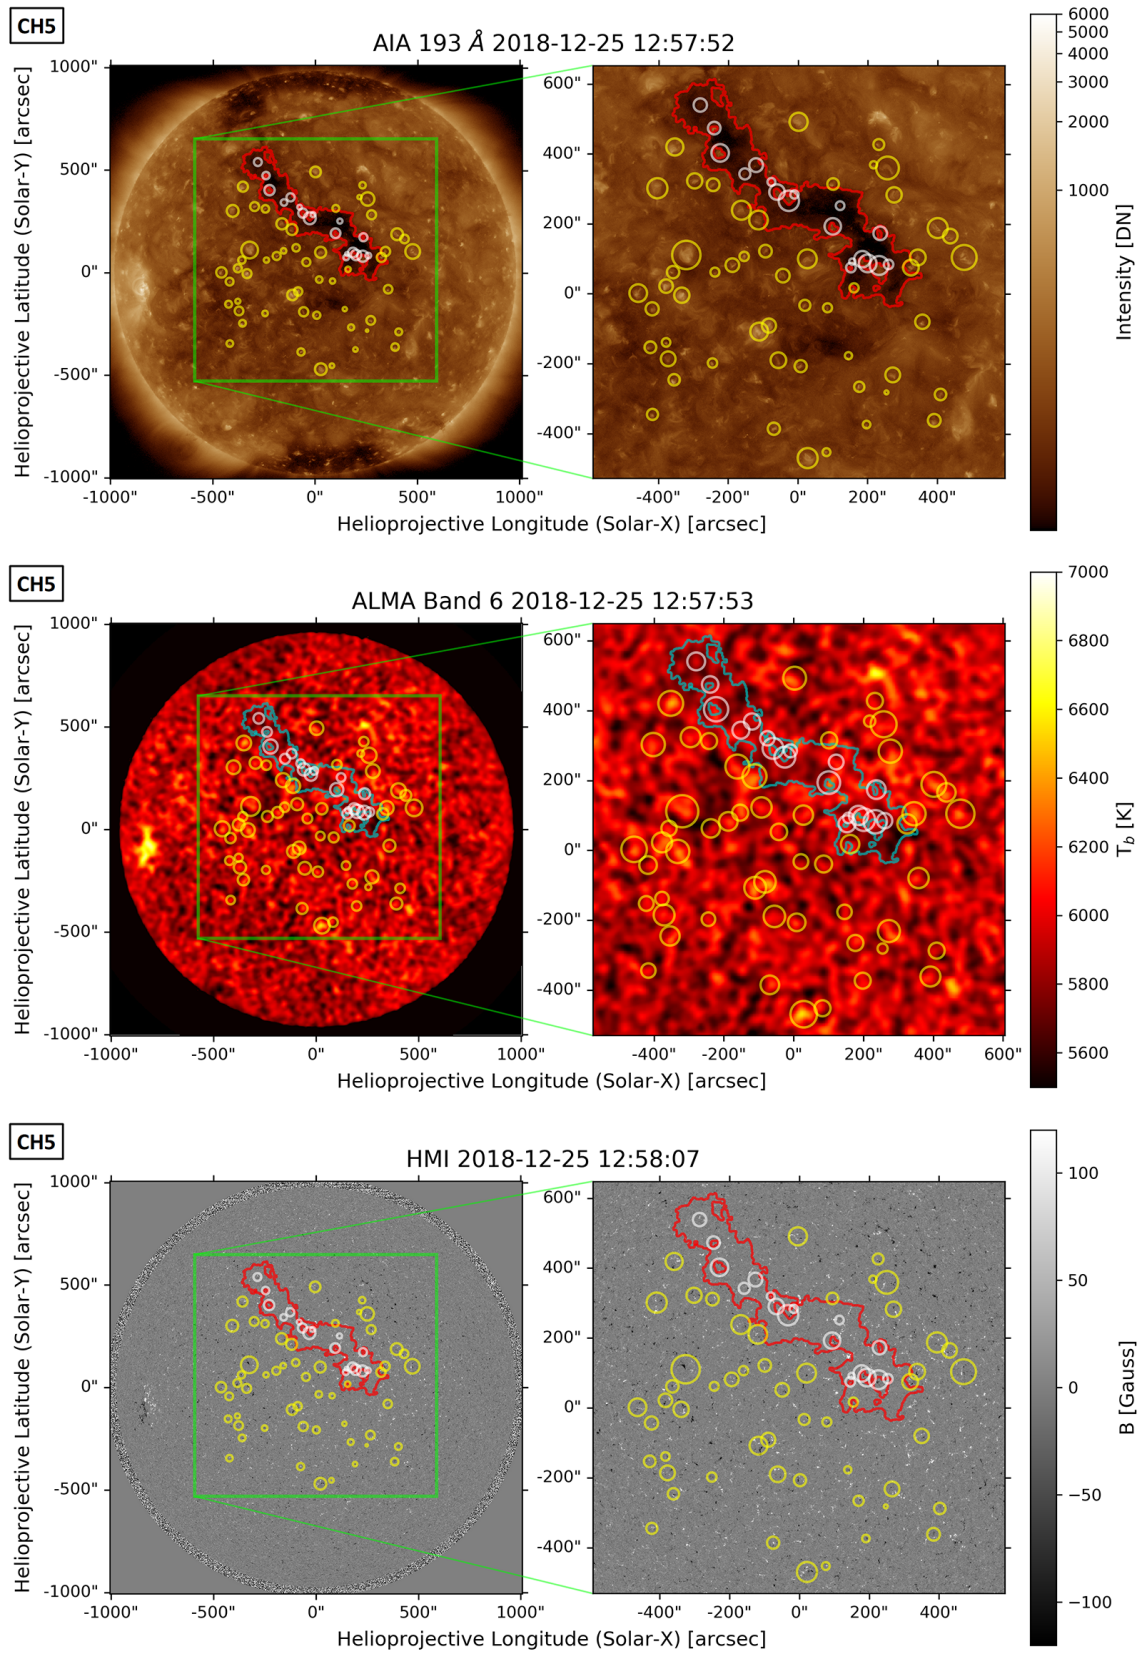 CH5
AIA 193 Å 2018-12-25 12:57:52
Helioprojective Latitude (Solar-Y) [arcsec]
1000"
500"
0"
-500"
-1000"
-1000" -500" 0" 500" 1000"
Helioprojective Longitude (Solar-X) [arcsec]
600"
400"
200"
0"
-200"
-400"
-400" -200" 0" 200" 400"
6000
5000
4000
3000
2000
1000
Intensity [DN]
CH5
ALMA Band 6 2018-12-25 12:57:53
Helioprojective Latitude (Solar-Y) [arcsec]
1000"
500"
0"
-500"
-1000"
-1000" -500" 0" 500" 1000"
Helioprojective Longitude (Solar-X) [arcsec]
600"
400"
200"
0"
-200"
-400"
-400" -200" 0" 200" 400" 600"
7000
6800
6600
6400
6200
6000
5800
5600
T_b [K]
CH5
HMI 2018-12-25 12:58:07
Helioprojective Latitude (Solar-Y) [arcsec]
1000"
500"
0"
-500"
-1000"
-1000" -500" 0" 500" 1000"
Helioprojective Longitude (Solar-X) [arcsec]
600"
400"
200"
0"
-200"
-400"
-400" -200" 0" 200" 400"
100
50
0
−50
−100
B [Gauss]